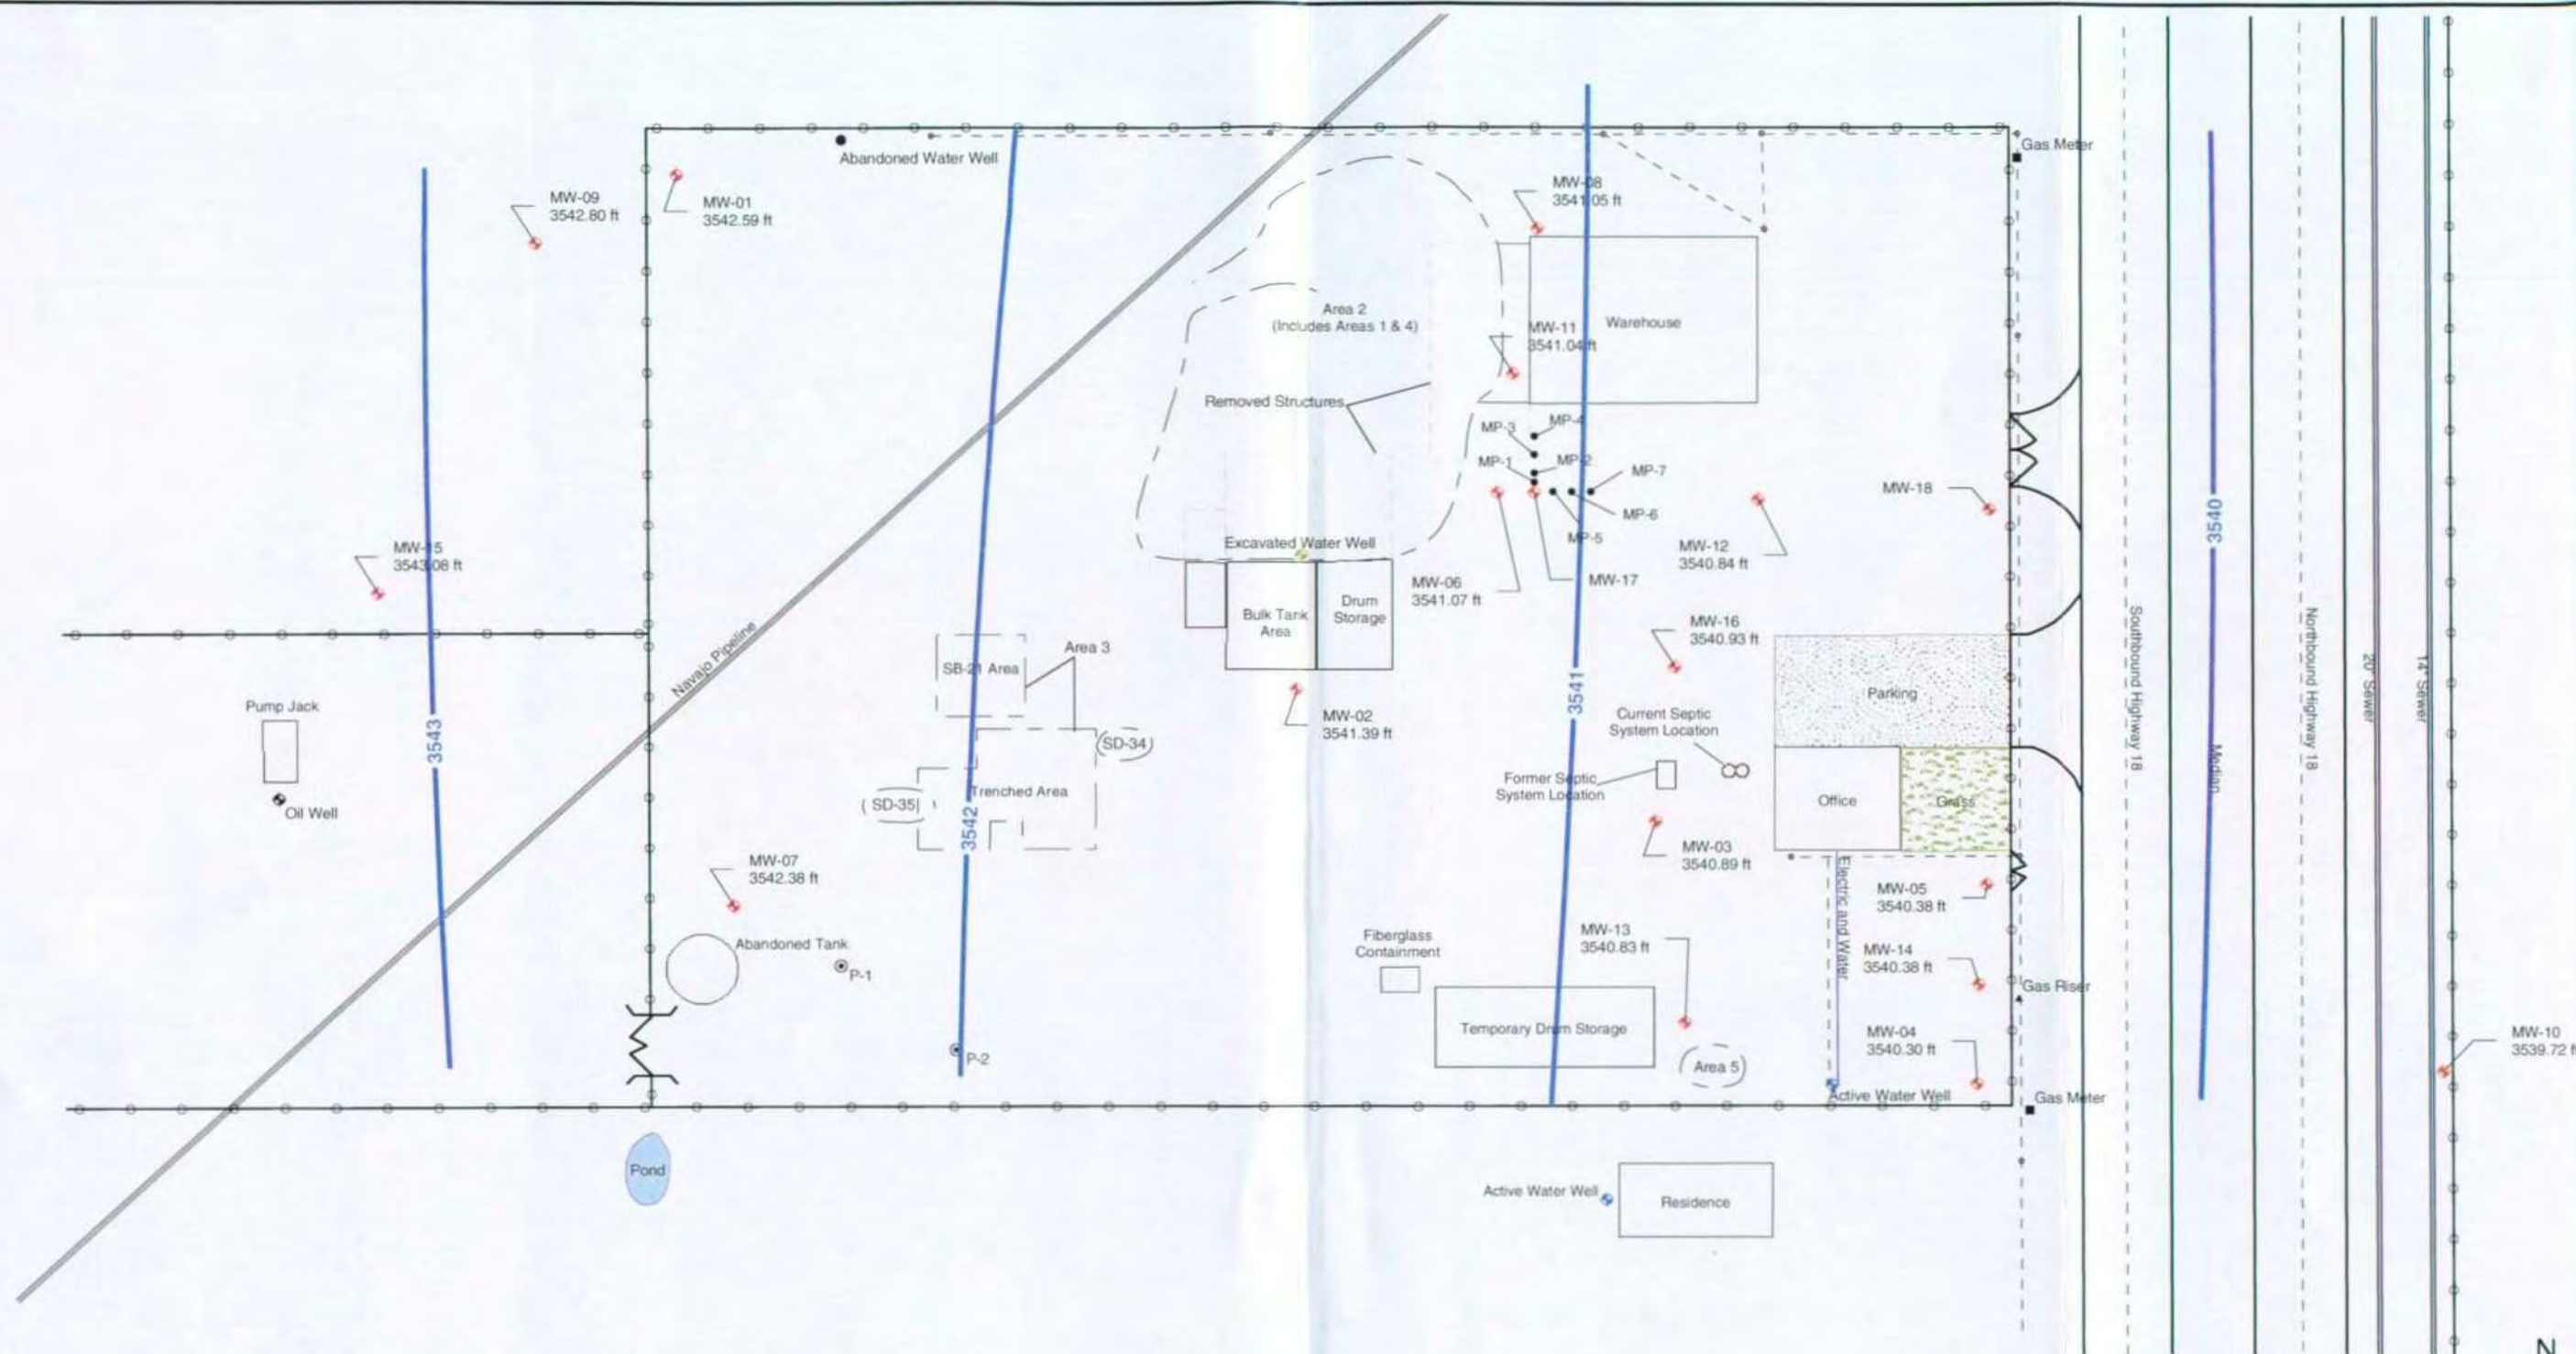 Gas Meter
Abandoned Water Well
MW-08
3541.05 ft
MW-09
3542.80 ft
MW-01
3542.59 ft
Area 2
(Includes Areas 1 & 4)
MW-11
3541.04 ft
Warehouse
Removed Structures
MP-4
MP-3
MP-1
MP-2
MP-7
MW-18
MP-6
3540
MP-5
Excavated Water Well
MW-12
3540.84 ft
MW-15
3543.08 ft
MW-06
3541.07 ft
MW-17
Bulk Tank
Area
Drum
Storage
MW-16
3540.93 ft
Navajo Pipeline
SB-21 Area
Area 3
Southbound Highway 18
Northbound Highway 18
20" Sewer
14" Sewer
Parking
3541
Pump Jack
MW-02
3541.39 ft
Current Septic
System Location
3543
SD-34
Median
Former Septic
System Location
Trenched Area
SD-35
Office
Grass
Oil Well
3542
MW-03
3540.89 ft
MW-07
3542.38 ft
Electric and Water
MW-05
3540.38 ft
MW-13
3540.83 ft
Fiberglass
Containment
Abandoned Tank
P-1
MW-14
3540.38 ft
Gas Riser
Temporary Drum Storage
MW-04
3540.30 ft
MW-10
3539.72 f
P-2
Area 5
Active Water Well
Gas Meter
Pond
Active Water Well
Residence
N